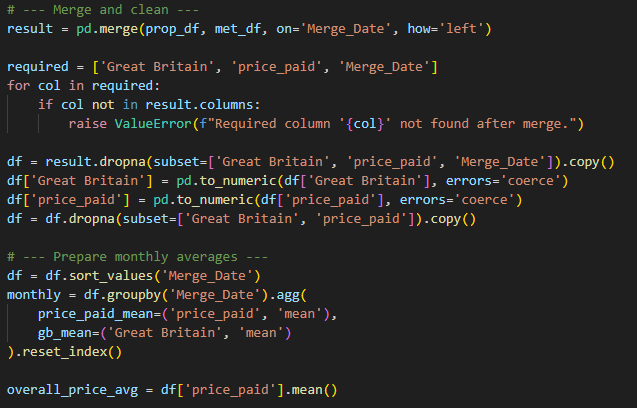 # --- Merge and clean ---
result = pd.merge(prop_df, met_df, on='Merge_Date', how='left')

required = ['Great Britain', 'price_paid', 'Merge_Date']
for col in required:
    if col not in result.columns:
        raise ValueError(f"Required column '{col}' not found after merge.")

df = result.dropna(subset=['Great Britain', 'price_paid', 'Merge_Date']).copy()
df['Great Britain'] = pd.to_numeric(df['Great Britain'], errors='coerce')
df['price_paid'] = pd.to_numeric(df['price_paid'], errors='coerce')
df = df.dropna(subset=['Great Britain', 'price_paid']).copy()

# --- Prepare monthly averages ---
df = df.sort_values('Merge_Date')
monthly = df.groupby('Merge_Date').agg(
    price_paid_mean=('price_paid', 'mean'),
    gb_mean=('Great Britain', 'mean')
).reset_index()

overall_price_avg = df['price_paid'].mean()